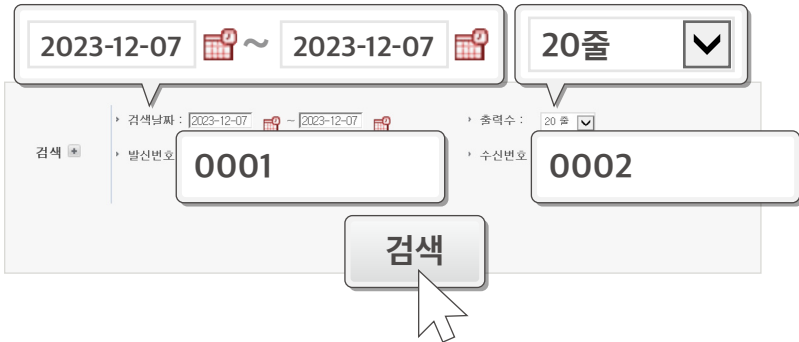 2023-12-07 ~ 2023-12-07 20줄
검색날짜 : 2023-12-07 ~ 2023-12-07 출력수 : 20 줄
검색 발신번호 0001 수신번호 0002
검색